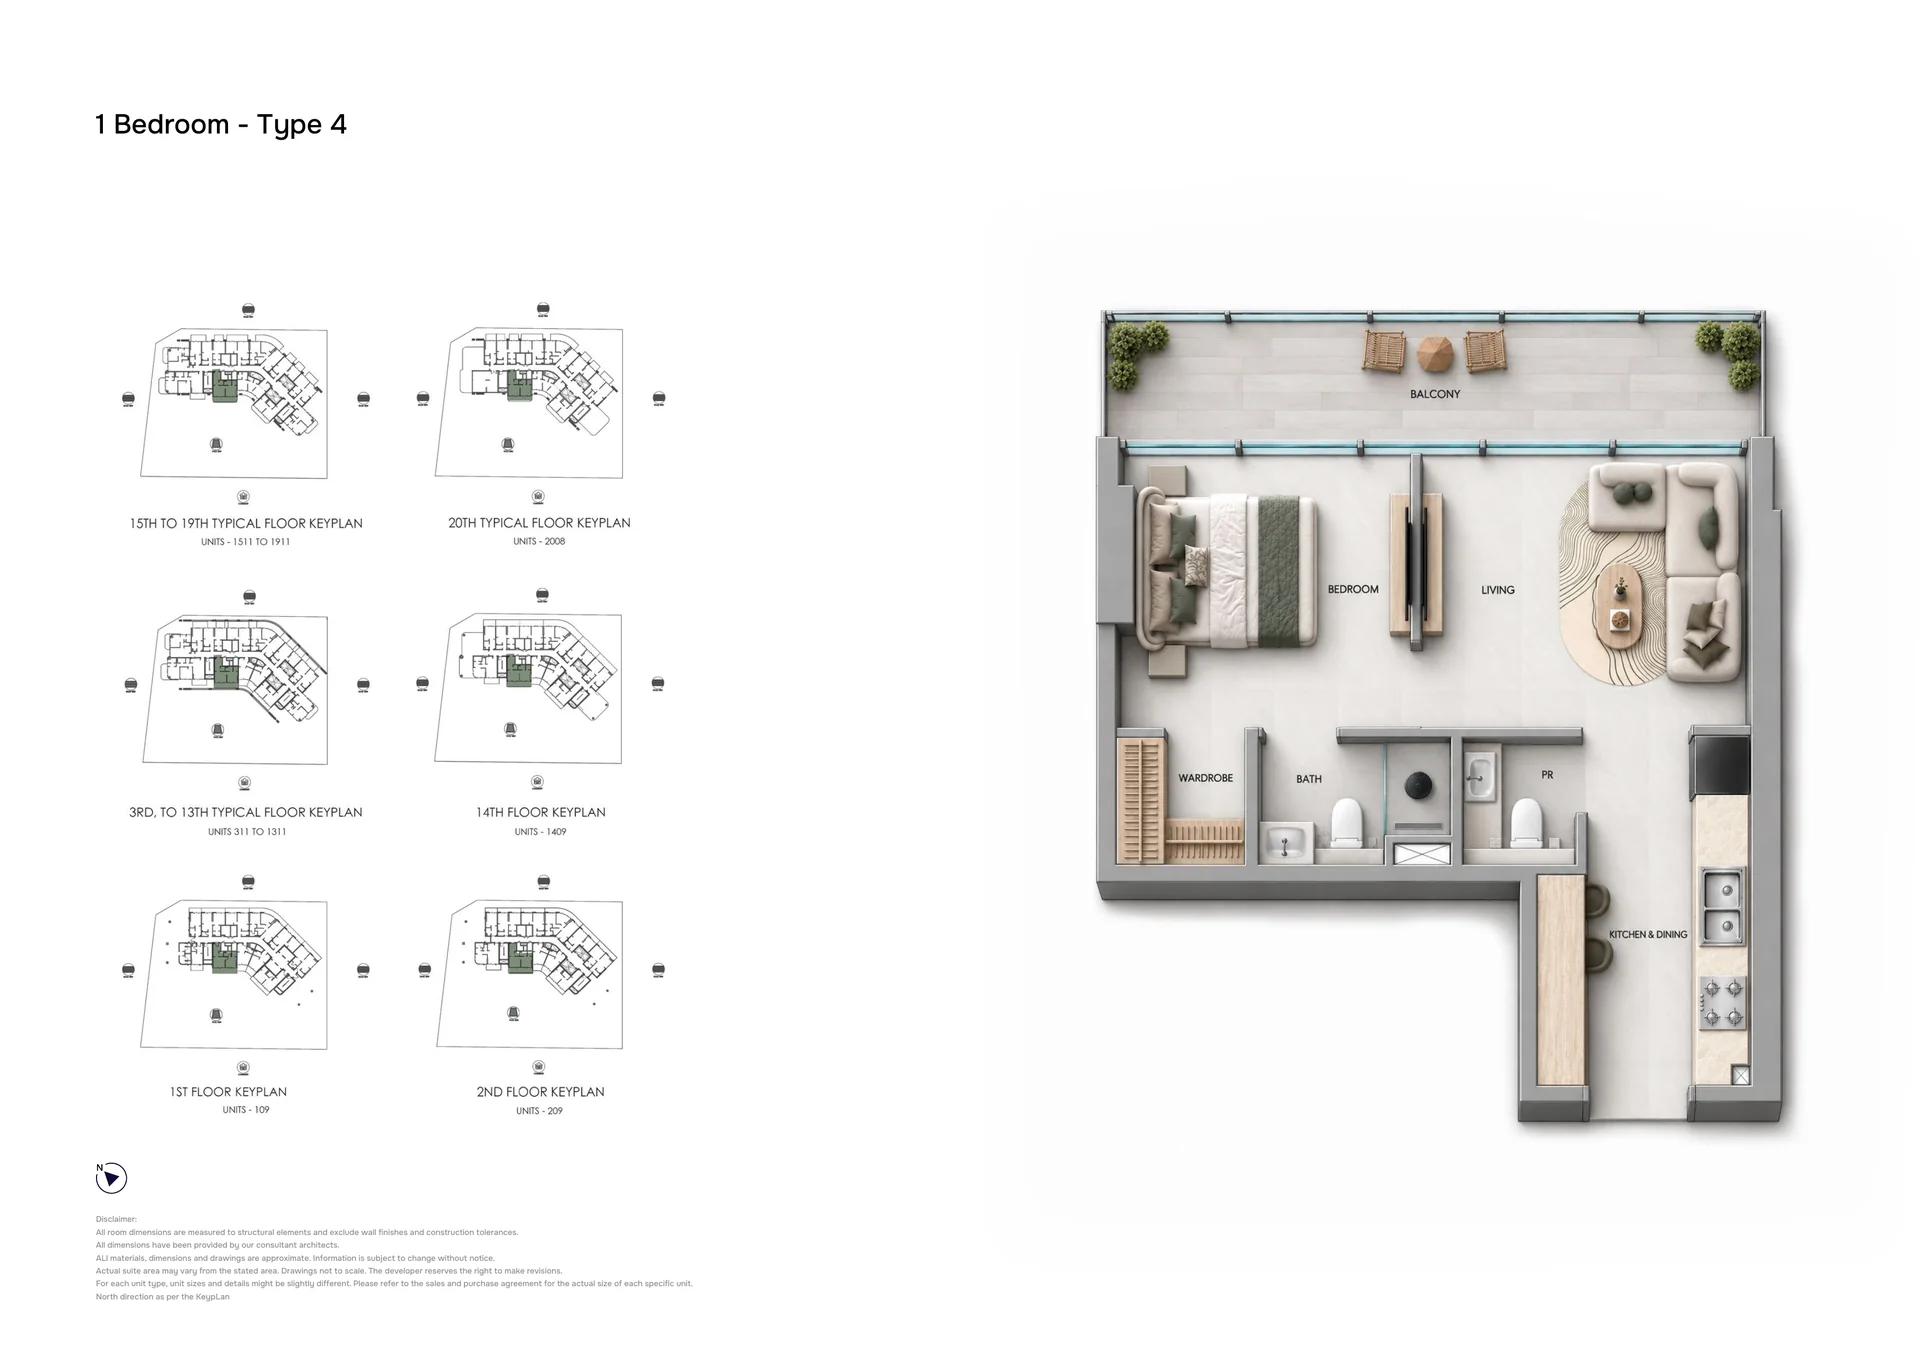 1 Bedroom - Type 4
15TH TO 19TH TYPICAL FLOOR KEYPLAN
UNITS - 1511 TO 1911
20TH TYPICAL FLOOR KEYPLAN
UNITS - 2008
3RD, TO 13TH TYPICAL FLOOR KEYPLAN
UNITS 311 TO 1311
14TH FLOOR KEYPLAN
UNITS - 1409
1ST FLOOR KEYPLAN
UNITS - 109
2ND FLOOR KEYPLAN
UNITS - 209
BALCONY
BEDROOM
LIVING
WARDROBE
BATH
PR
KITCHEN & DINING
N
Disclaimer:
All room dimensions are measured to structural elements and exclude wall finishes and construction tolerances.
All dimensions have been provided by our consultant architects.
ALl materials, dimensions and drawings are approximate. Information is subject to change without notice.
Actual suite area may vary from the stated area. Drawings not to scale. The developer reserves the right to make revisions.
For each unit type, unit sizes and details might be slightly different. Please refer to the sales and purchase agreement for the actual size of each specific unit.
North direction as per the KeypLan